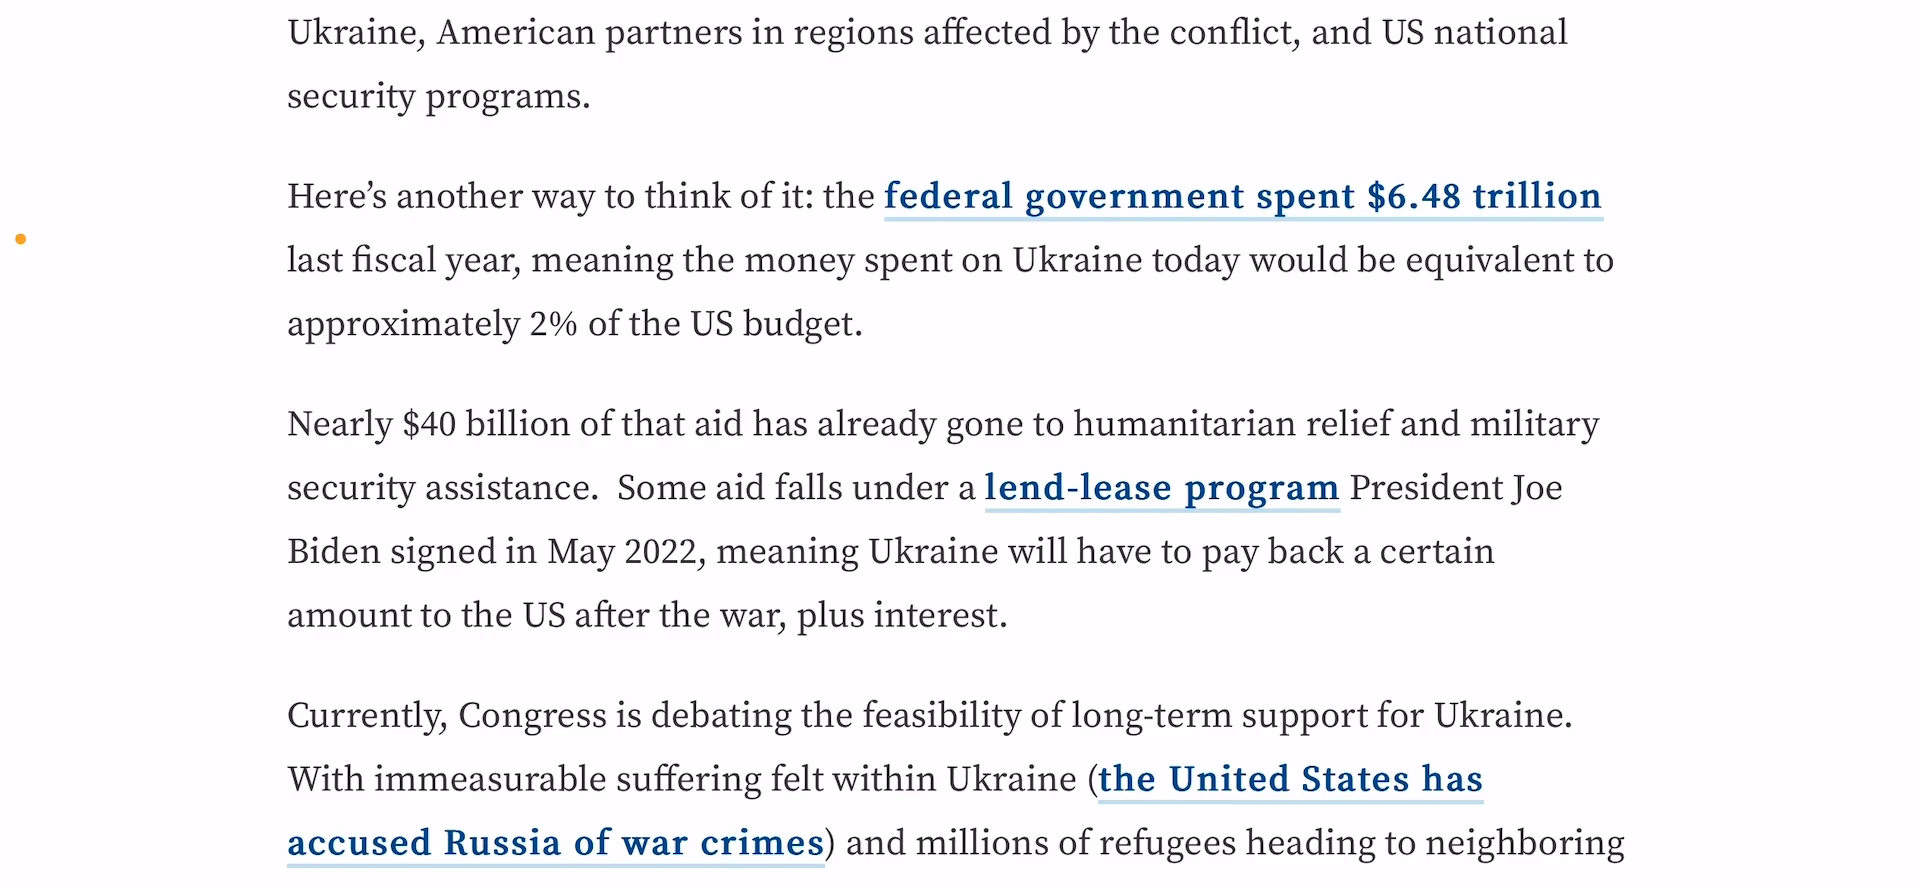 Ukraine, American partners in regions affected by the conflict, and US national
security programs.
Here’s another way to think of it: the federal government spent $6.48 trillion
last fiscal year, meaning the money spent on Ukraine today would be equivalent to
approximately 2% of the US budget.
Nearly $40 billion of that aid has already gone to humanitarian relief and military
security assistance.  Some aid falls under a lend-lease program President Joe
Biden signed in May 2022, meaning Ukraine will have to pay back a certain
amount to the US after the war, plus interest.
Currently, Congress is debating the feasibility of long-term support for Ukraine.
With immeasurable suffering felt within Ukraine (the United States has
accused Russia of war crimes) and millions of refugees heading to neighboring